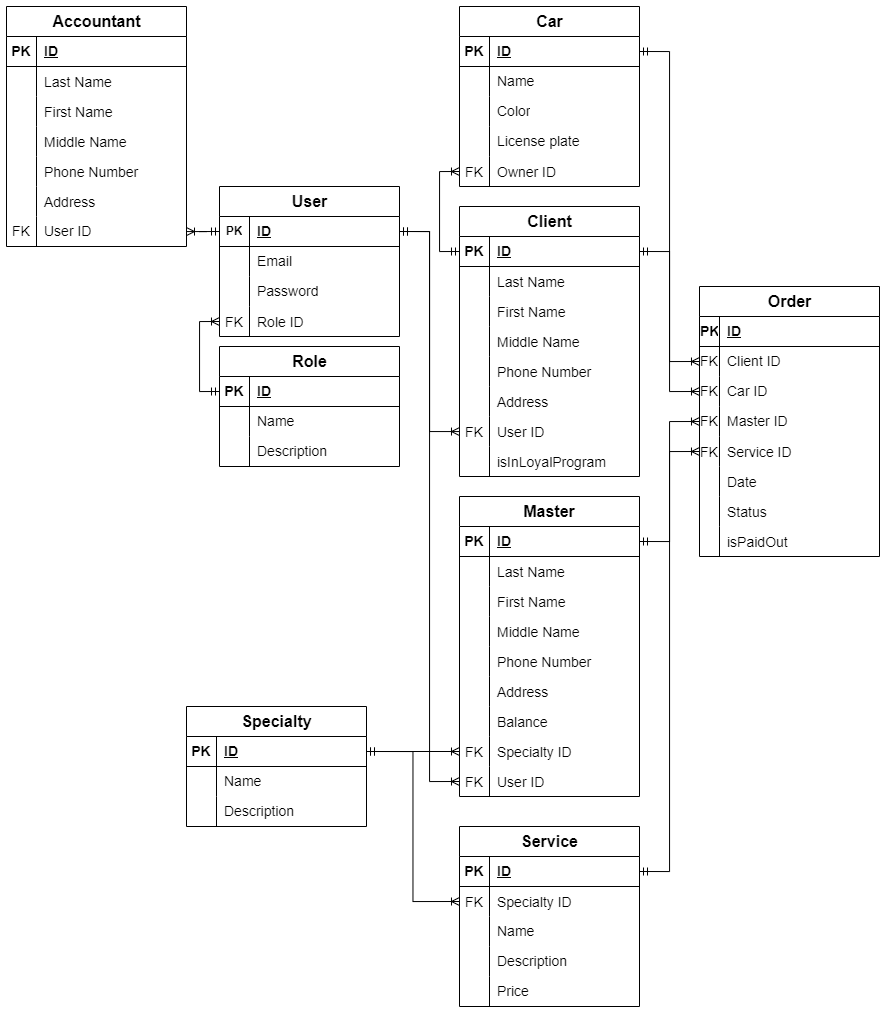 Accountant
PK ID
Last Name
First Name
Middle Name
Phone Number
Address
FK User ID
User
PK ID
Email
Password
FK Role ID
Role
PK ID
Name
Description
Specialty
PK ID
Name
Description
Car
PK ID
Name
Color
License plate
FK Owner ID
Client
PK ID
Last Name
First Name
Middle Name
Phone Number
Address
FK User ID
isInLoyalProgram
Master
PK ID
Last Name
First Name
Middle Name
Phone Number
Address
Balance
FK Specialty ID
FK User ID
Service
PK ID
FK Specialty ID
Name
Description
Price
Order
PK ID
FK Client ID
FK Car ID
FK Master ID
FK Service ID
Date
Status
isPaidOut